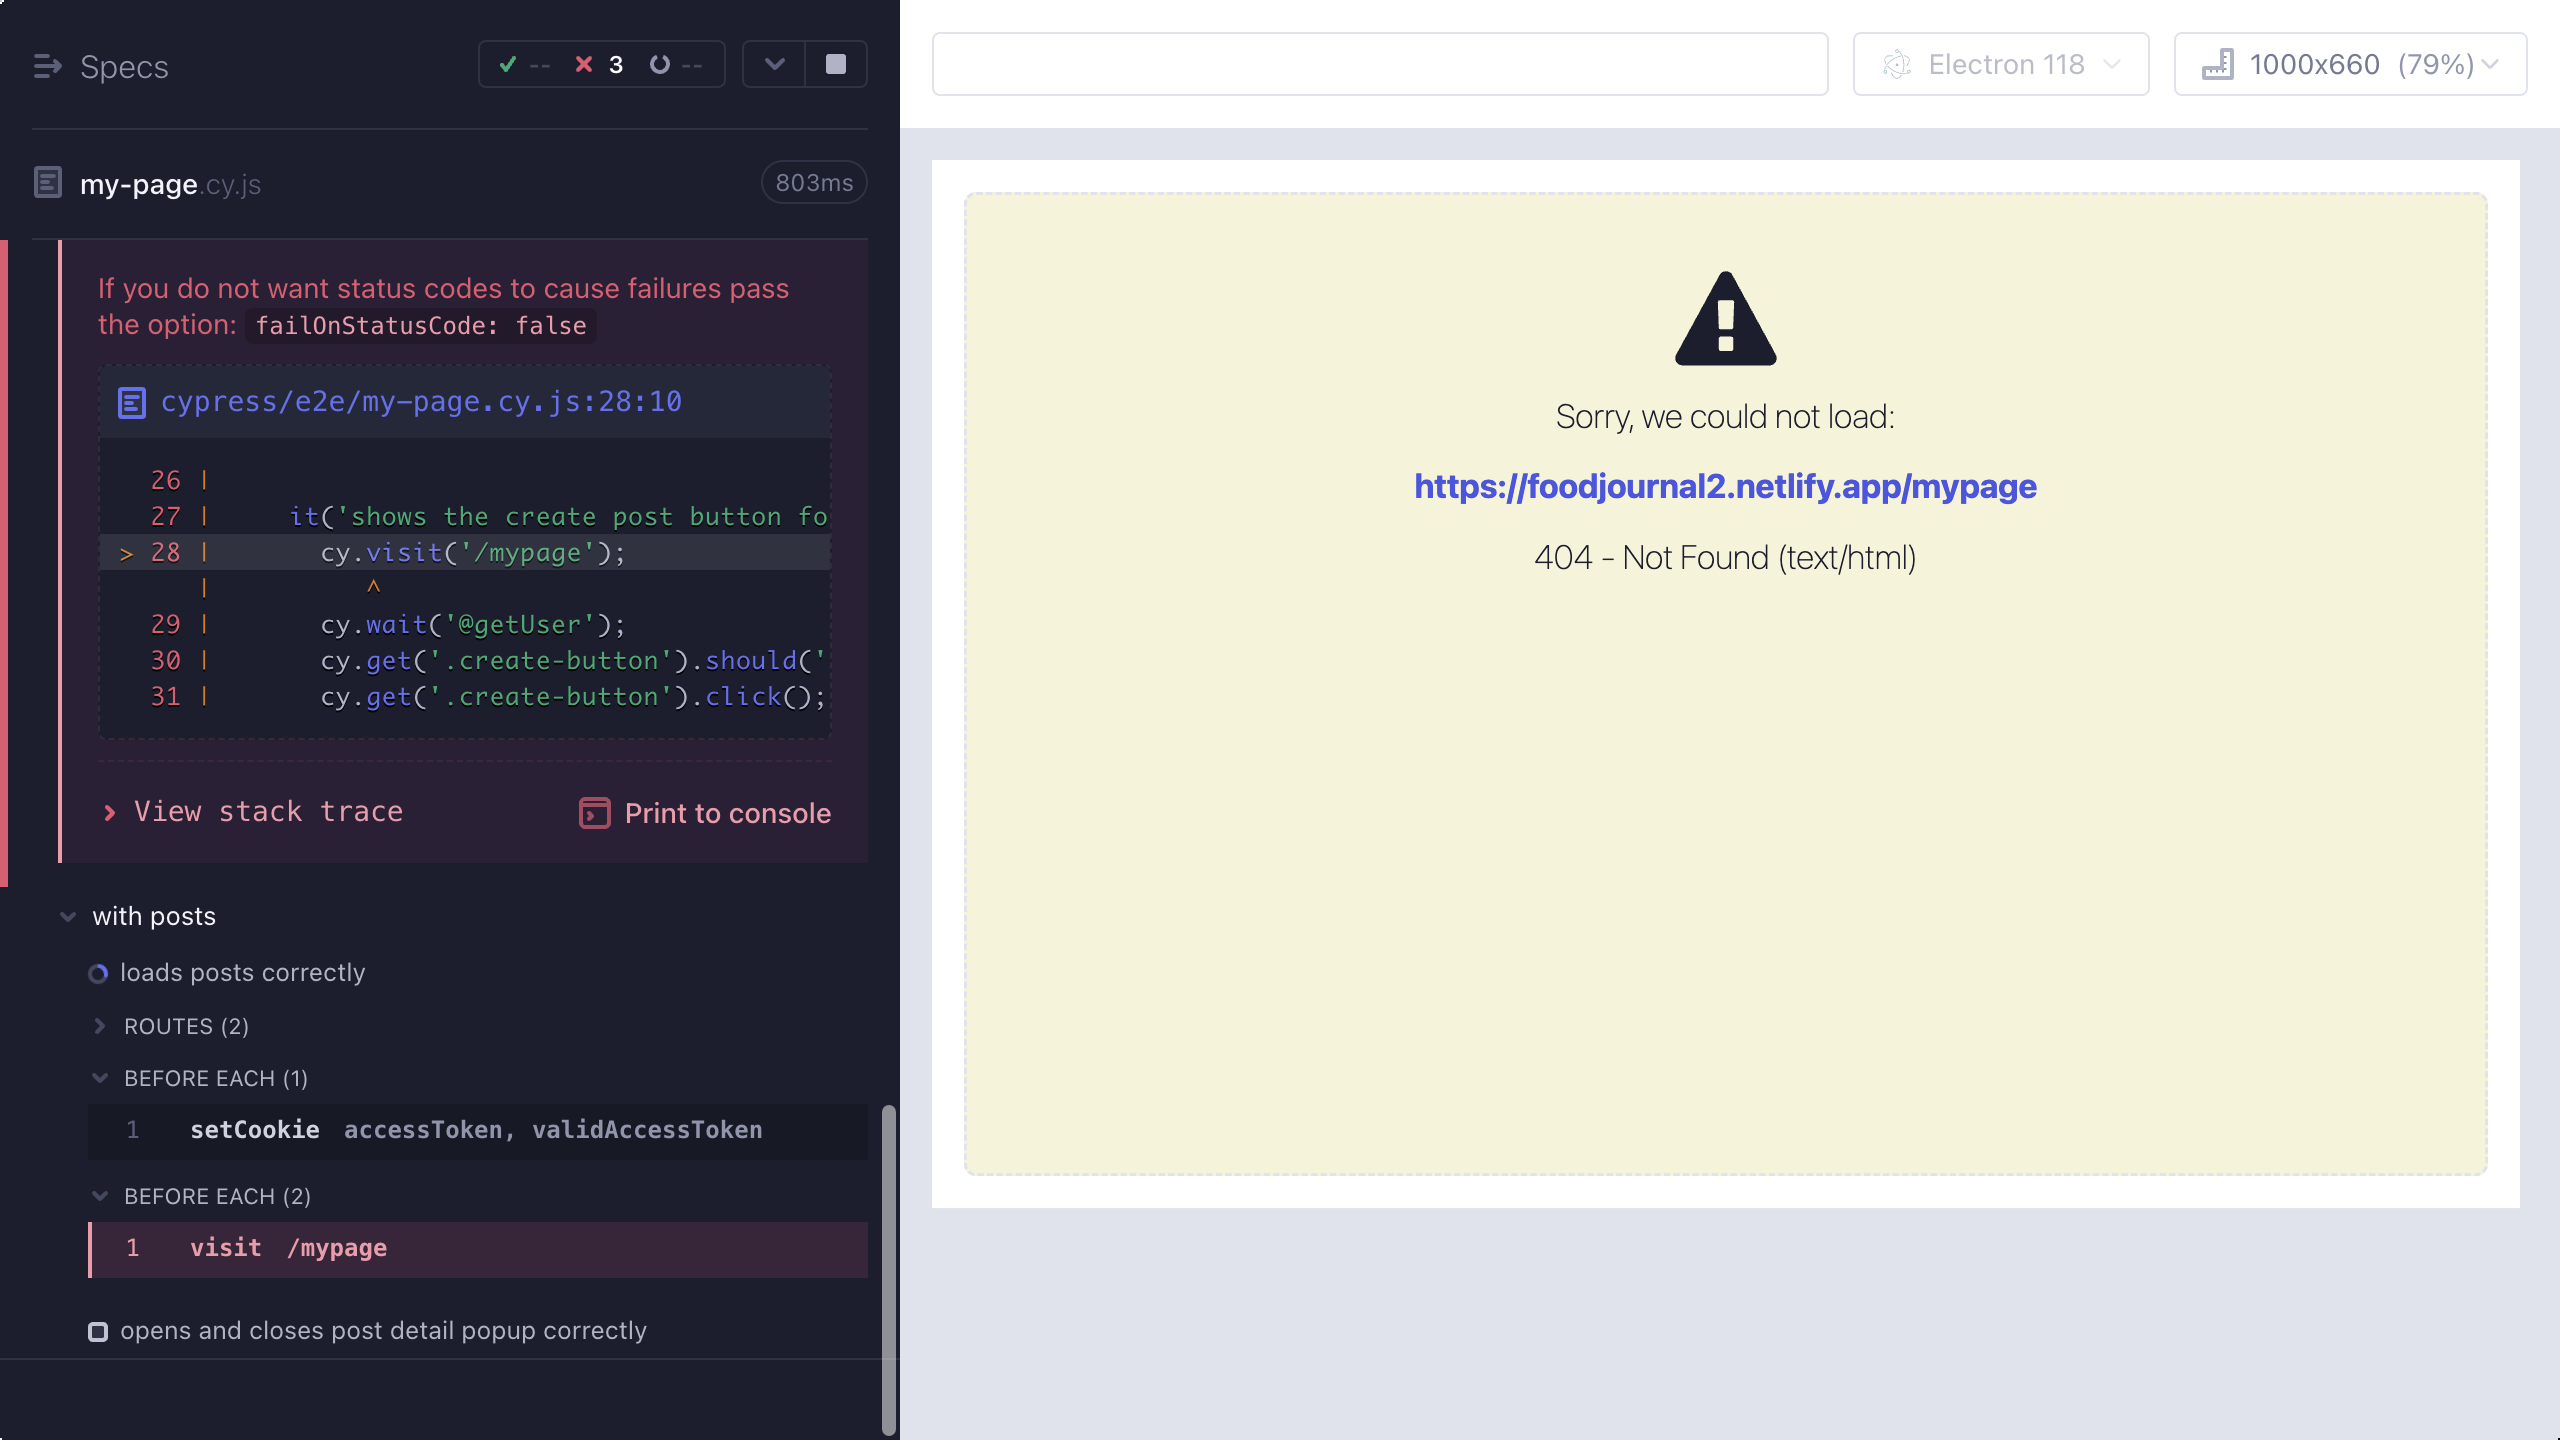 Specs
-- 3 --
my-page.cy.js
803ms
If you do not want status codes to cause failures pass
the option: failOnStatusCode: false
cypress/e2e/my-page.cy.js:28:10
26 |
27 | it('shows the create post button fo
> 28 | cy.visit('/mypage');
| ^
29 | cy.wait('@getUser');
30 | cy.get('.create-button').should('
31 | cy.get('.create-button').click();
View stack trace
Print to console
with posts
loads posts correctly
ROUTES (2)
BEFORE EACH (1)
1 setCookie accessToken, validAccessToken
BEFORE EACH (2)
1 visit /mypage
opens and closes post detail popup correctly
Electron 118
1000x660 (79%)
Sorry, we could not load:
https://foodjournal2.netlify.app/mypage
404 - Not Found (text/html)